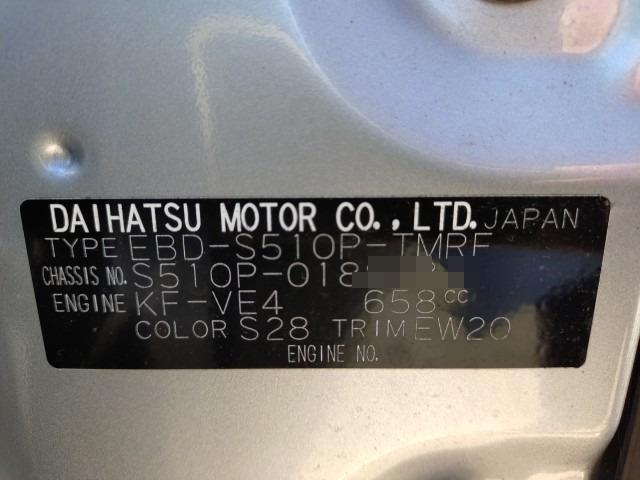 DAIHATSU MOTOR CO., LTD. JAPAN
TYPE EBD-S510P-TMRF
CHASSIS NO. S510P-018
ENGINE KF-VE4 658cc
COLOR S28 TRIM EW20
ENGINE NO.